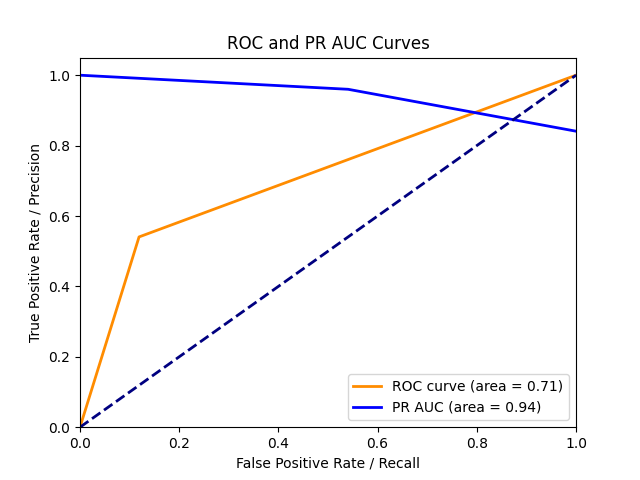 ROC and PR AUC Curves
True Positive Rate / Precision
1.0
0.8
0.6
0.4
0.2
0.0
ROC curve (area = 0.71)
PR AUC (area = 0.94)
0.0 0.2 0.4 0.6 0.8 1.0
False Positive Rate / Recall